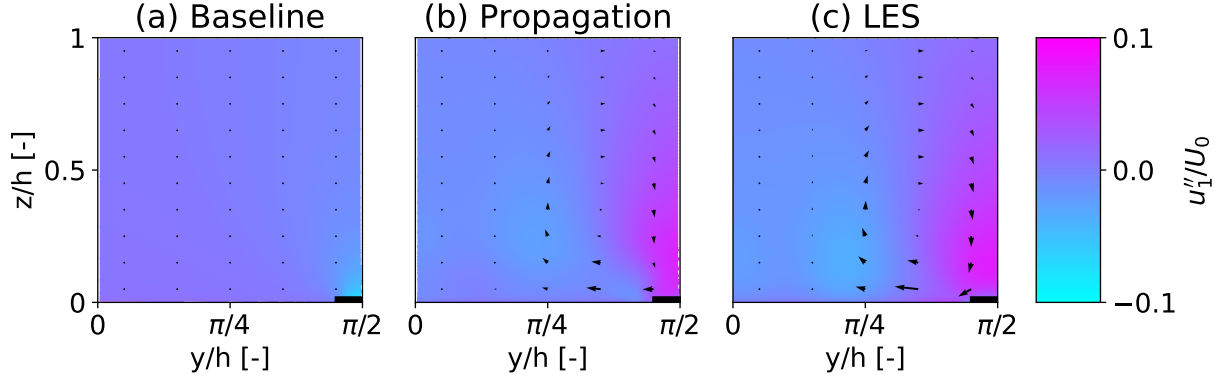 (a) Baseline
(b) Propagation
(c) LES
z/h [-]
1
0.5
0
0
π/4
π/2
y/h [-]
0
π/4
π/2
y/h [-]
0
π/4
π/2
y/h [-]
0.1
0.0
−0.1
u₁″/U₀